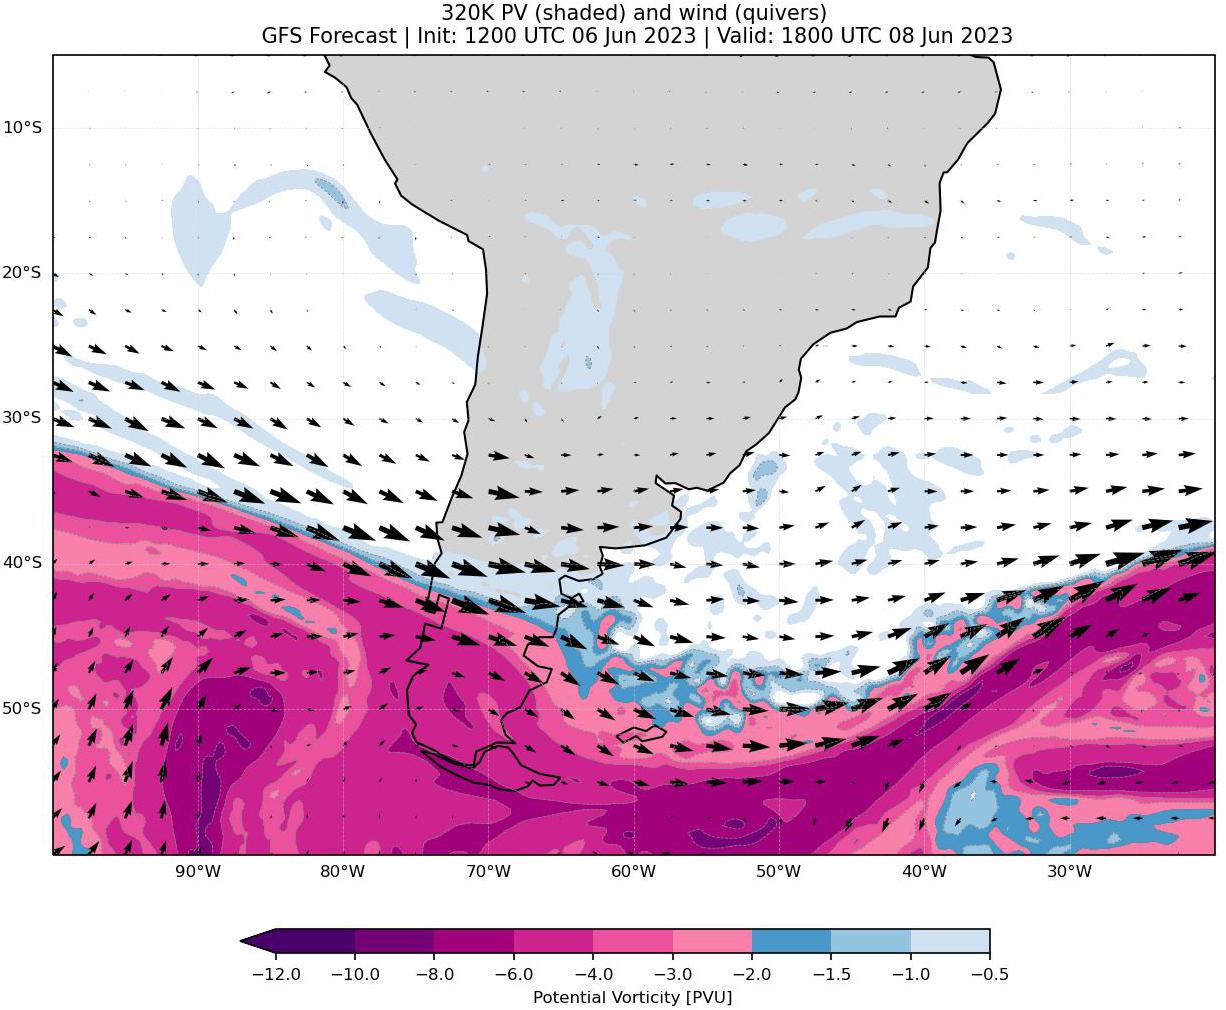 320K PV (shaded) and wind (quivers)
GFS Forecast | Init: 1200 UTC 06 Jun 2023 | Valid: 1800 UTC 08 Jun 2023
10°S
20°S
30°S
40°S
50°S
90°W 80°W 70°W 60°W 50°W 40°W 30°W
−12.0 −10.0 −8.0 −6.0 −4.0 −3.0 −2.0 −1.5 −1.0 −0.5
Potential Vorticity [PVU]